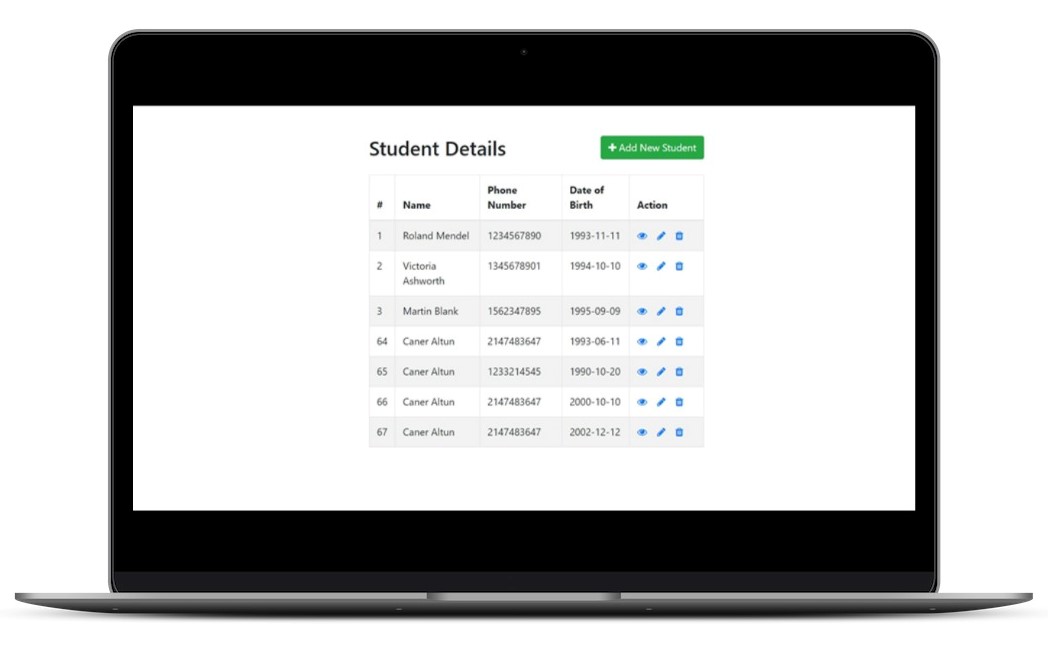 Student Details
+ Add New Student
# Name Phone Number Date of Birth Action
1 Roland Mendel 1234567890 1993-11-11
2 Victoria Ashworth 1345678901 1994-10-10
3 Martin Blank 1562347895 1995-09-09
64 Caner Altun 2147483647 1993-06-11
65 Caner Altun 1233214545 1990-10-20
66 Caner Altun 2147483647 2000-10-10
67 Caner Altun 2147483647 2002-12-12